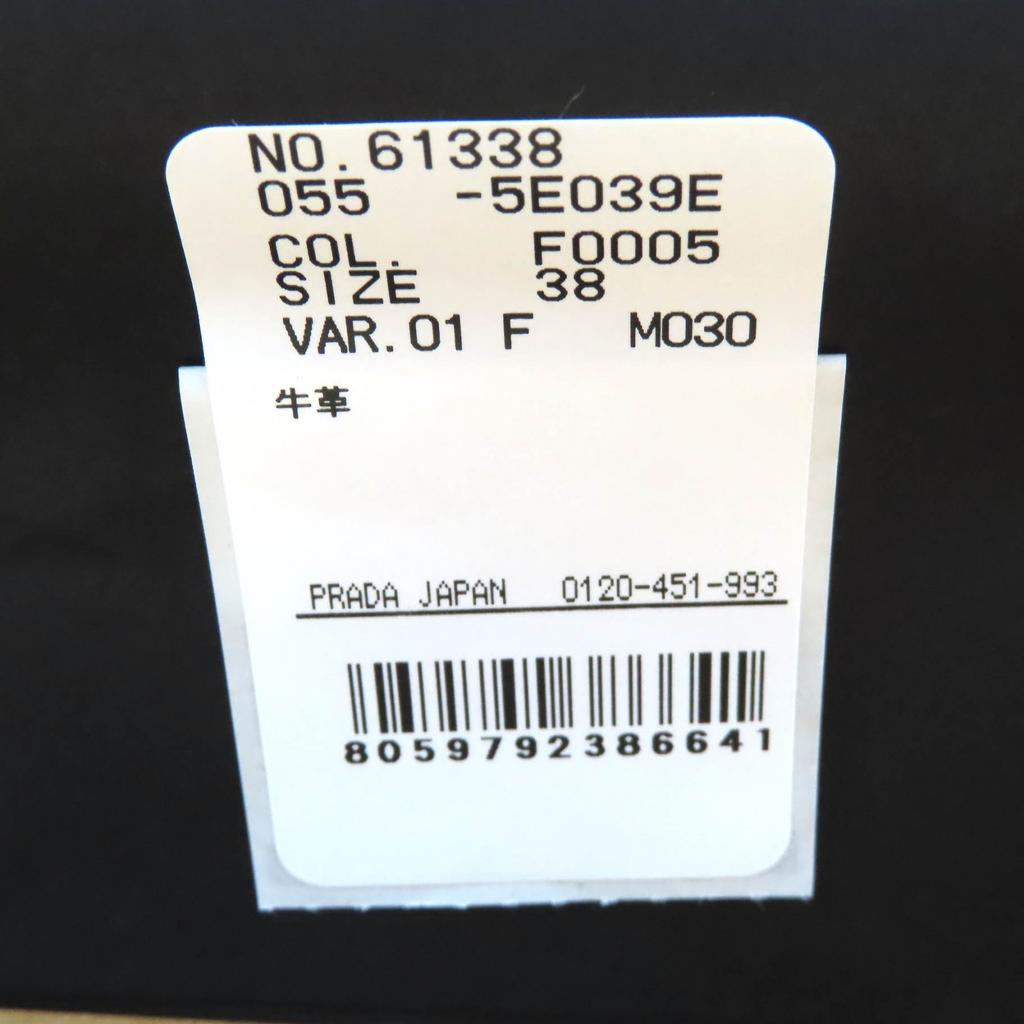 NO.61338
055 -5E039E
COL. F0005
SIZE 38
VAR.01 F M030
牛革
PRADA JAPAN 0120-451-993
8059792386641